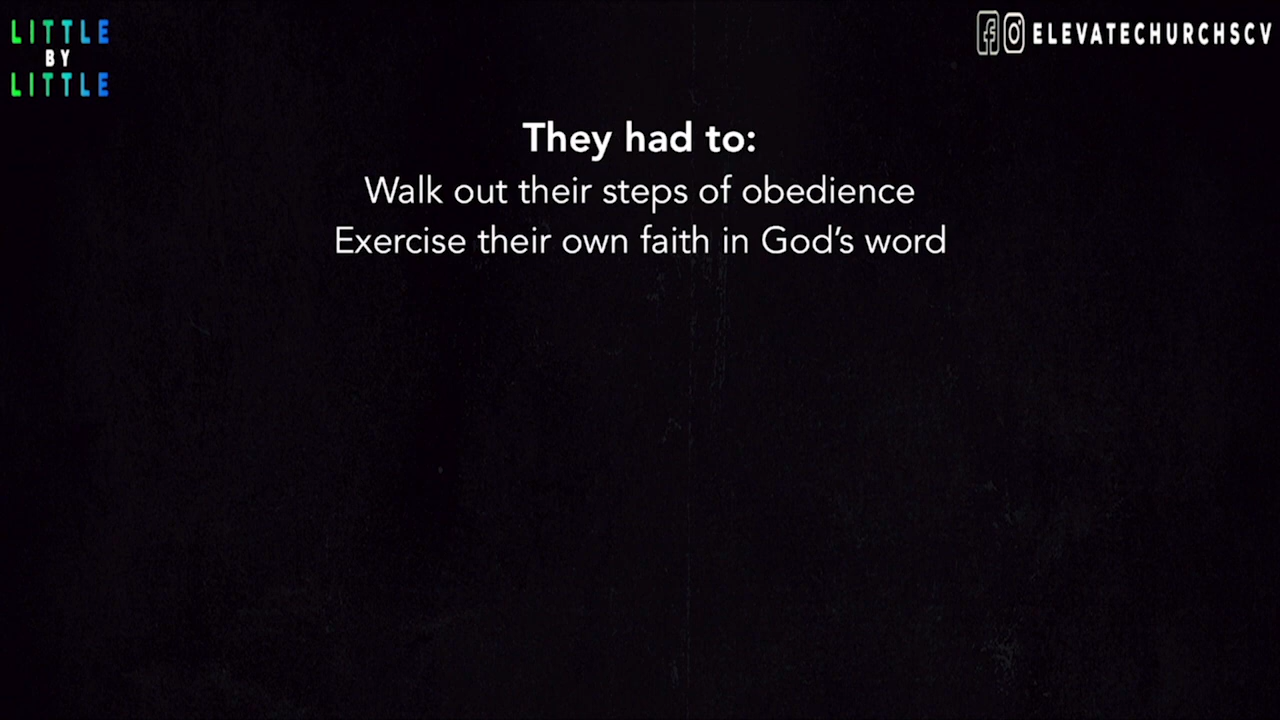 LITTLE
BY
LITTLE
ELEVATECHURCHSCV
They had to:
Walk out their steps of obedience
Exercise their own faith in God’s word